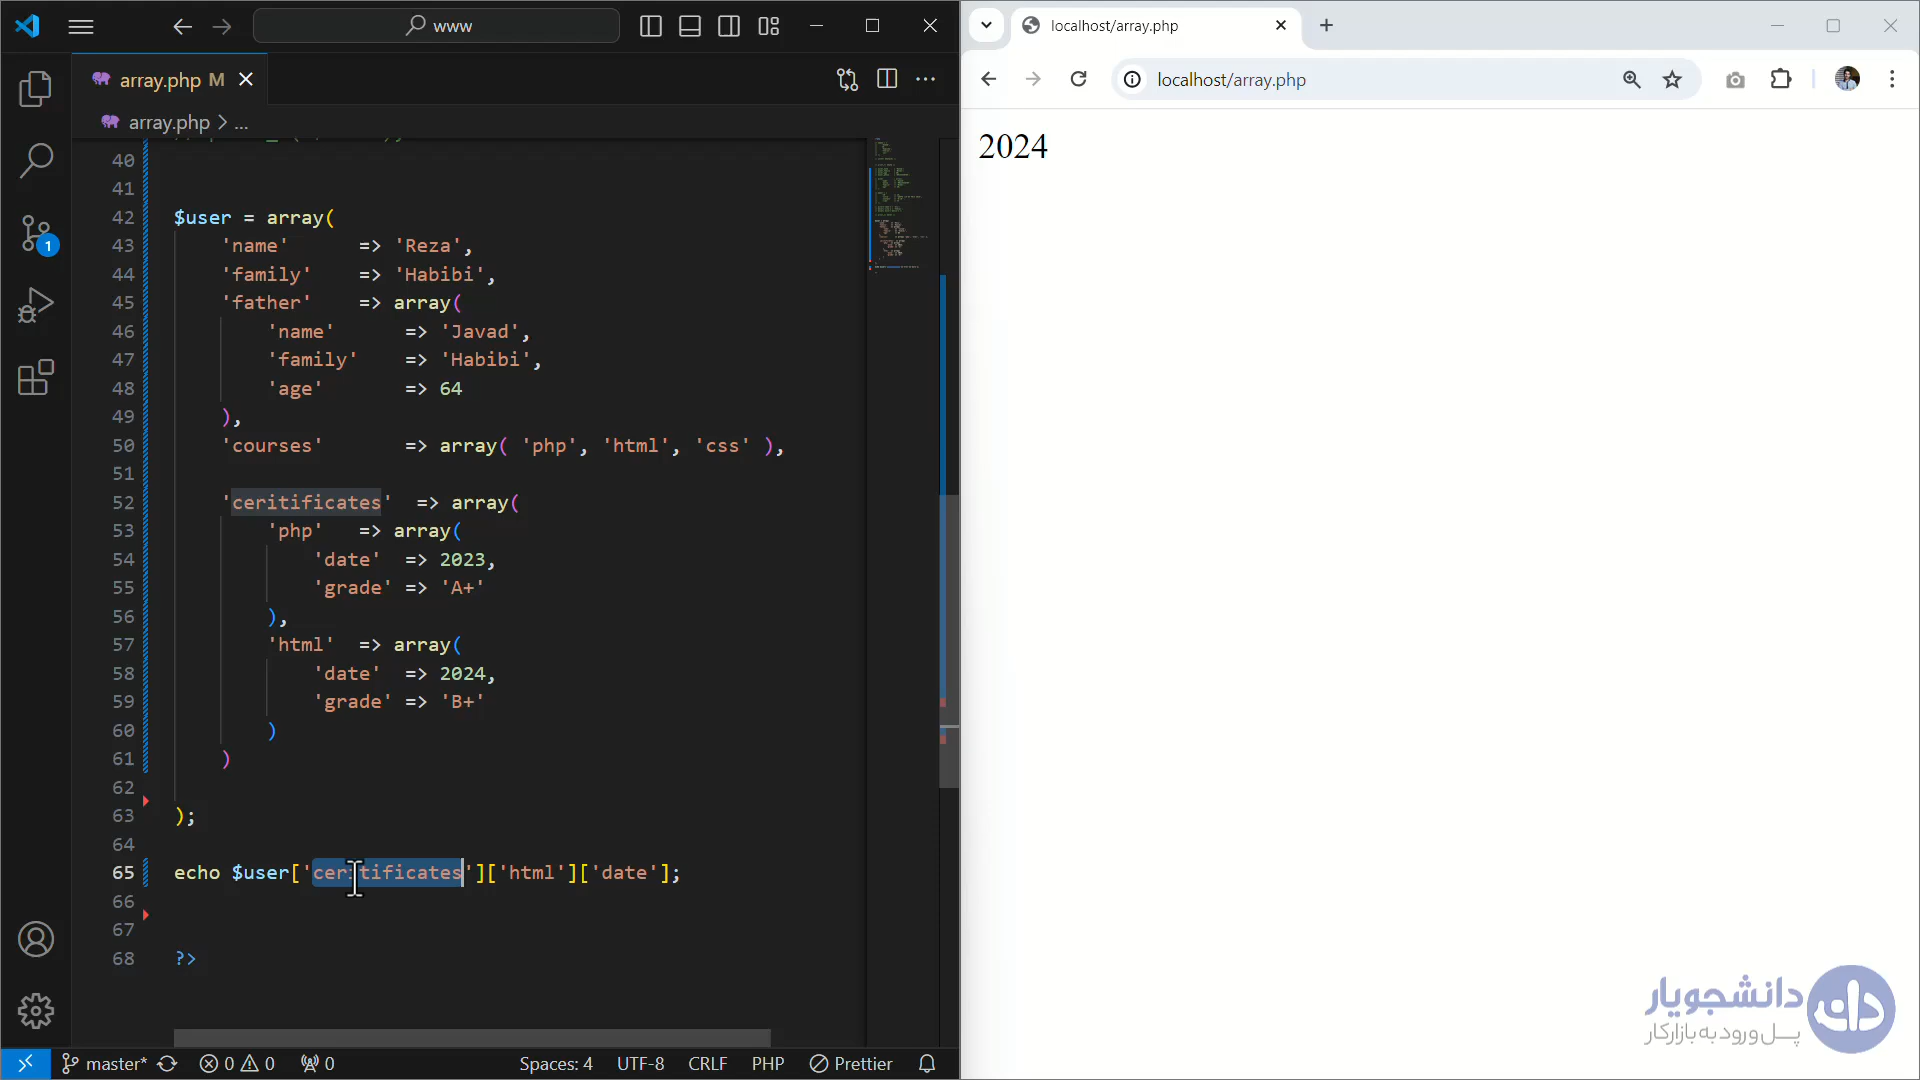 www
array.php M
array.php > ...
40
41
42 $user = array(
43 'name' => 'Reza',
44 'family' => 'Habibi',
45 'father' => array(
46 'name' => 'Javad',
47 'family' => 'Habibi',
48 'age' => 64
49 ),
50 'courses' => array( 'php', 'html', 'css' ),
51
52 'ceritificates' => array(
53 'php' => array(
54 'date' => 2023,
55 'grade' => 'A+'
56 ),
57 'html' => array(
58 'date' => 2024,
59 'grade' => 'B+'
60 )
61 )
62
63 );
64
65 echo $user['ceritificates']['html']['date'];
66
67
68 ?>
1
master* 0 0 0 Spaces: 4 UTF-8 CRLF PHP Prettier
localhost/array.php
localhost/array.php
2024
دانشجویار
پل ورود به بازار کار